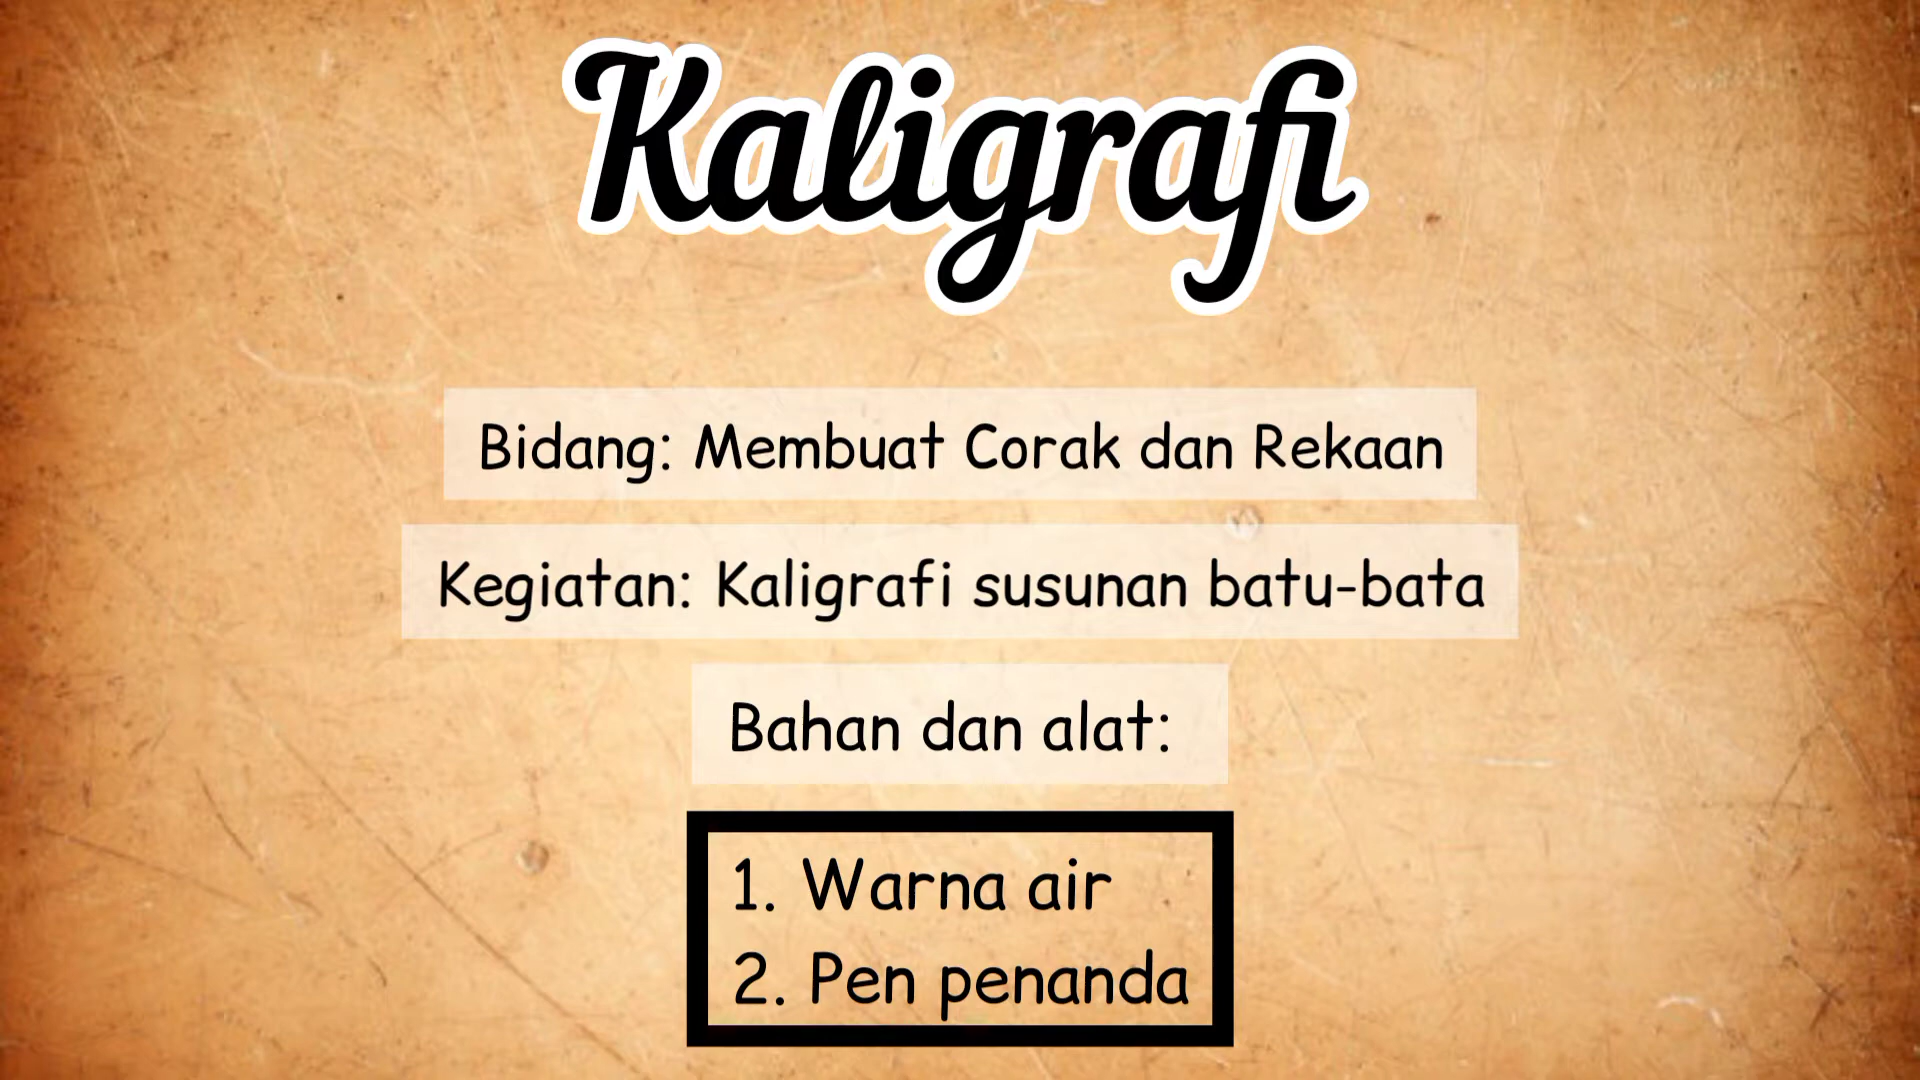 Kaligrafi
Bidang: Membuat Corak dan Rekaan
Kegiatan: Kaligrafi susunan batu-bata
Bahan dan alat:
1. Warna air
2. Pen penanda